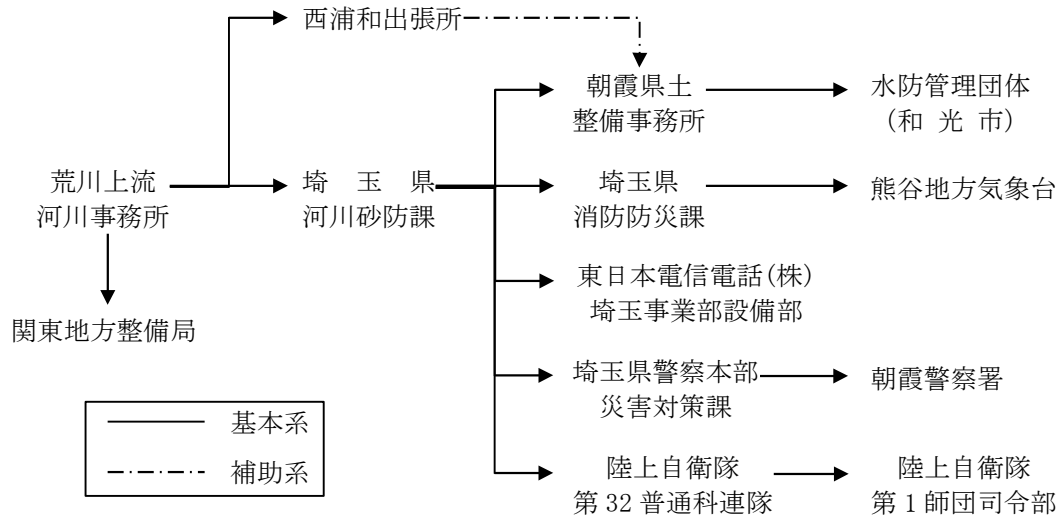 西浦和出張所
朝霞県土
整備事務所
水防管理団体
(和 光 市)
荒川上流
河川事務所
埼 玉 県
河川砂防課
埼玉県
消防防災課
熊谷地方気象台
東日本電信電話(株)
埼玉事業部設備部
関東地方整備局
埼玉県警察本部
災害対策課
朝霞警察署
基本系
補助系
陸上自衛隊
第 32 普通科連隊
陸上自衛隊
第 1 師団司令部